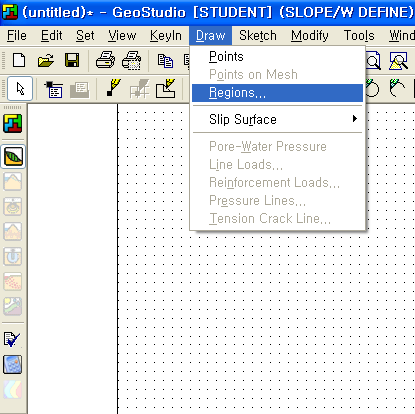 (untitled)* - GeoStudio [STUDENT] (SLOPE/W DEFINE)
File Edit Set View KeyIn Draw Sketch Modify Tools Wind
Points
Points on Mesh
Regions...
Slip Surface
Pore-Water Pressure
Line Loads...
Reinforcement Loads...
Pressure Lines...
Tension Crack Line...